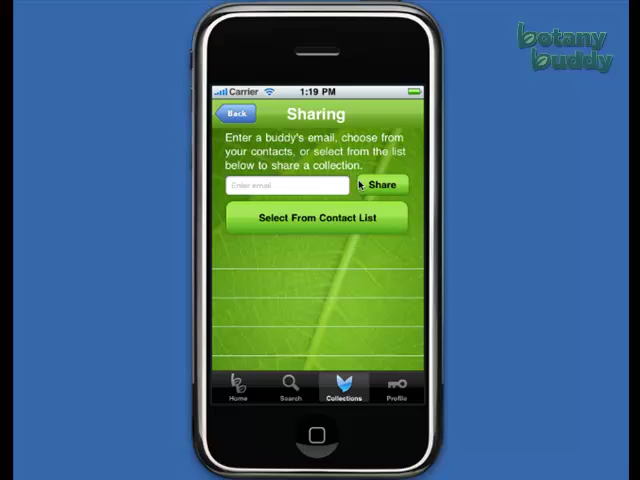 botany
buddy
Carrier 1:19 PM
Back
Sharing
Enter a buddy's email, choose from
your contacts, or select from the list
below to share a collection.
Enter email
Share
Select From Contact List
Home Search Collections Profile